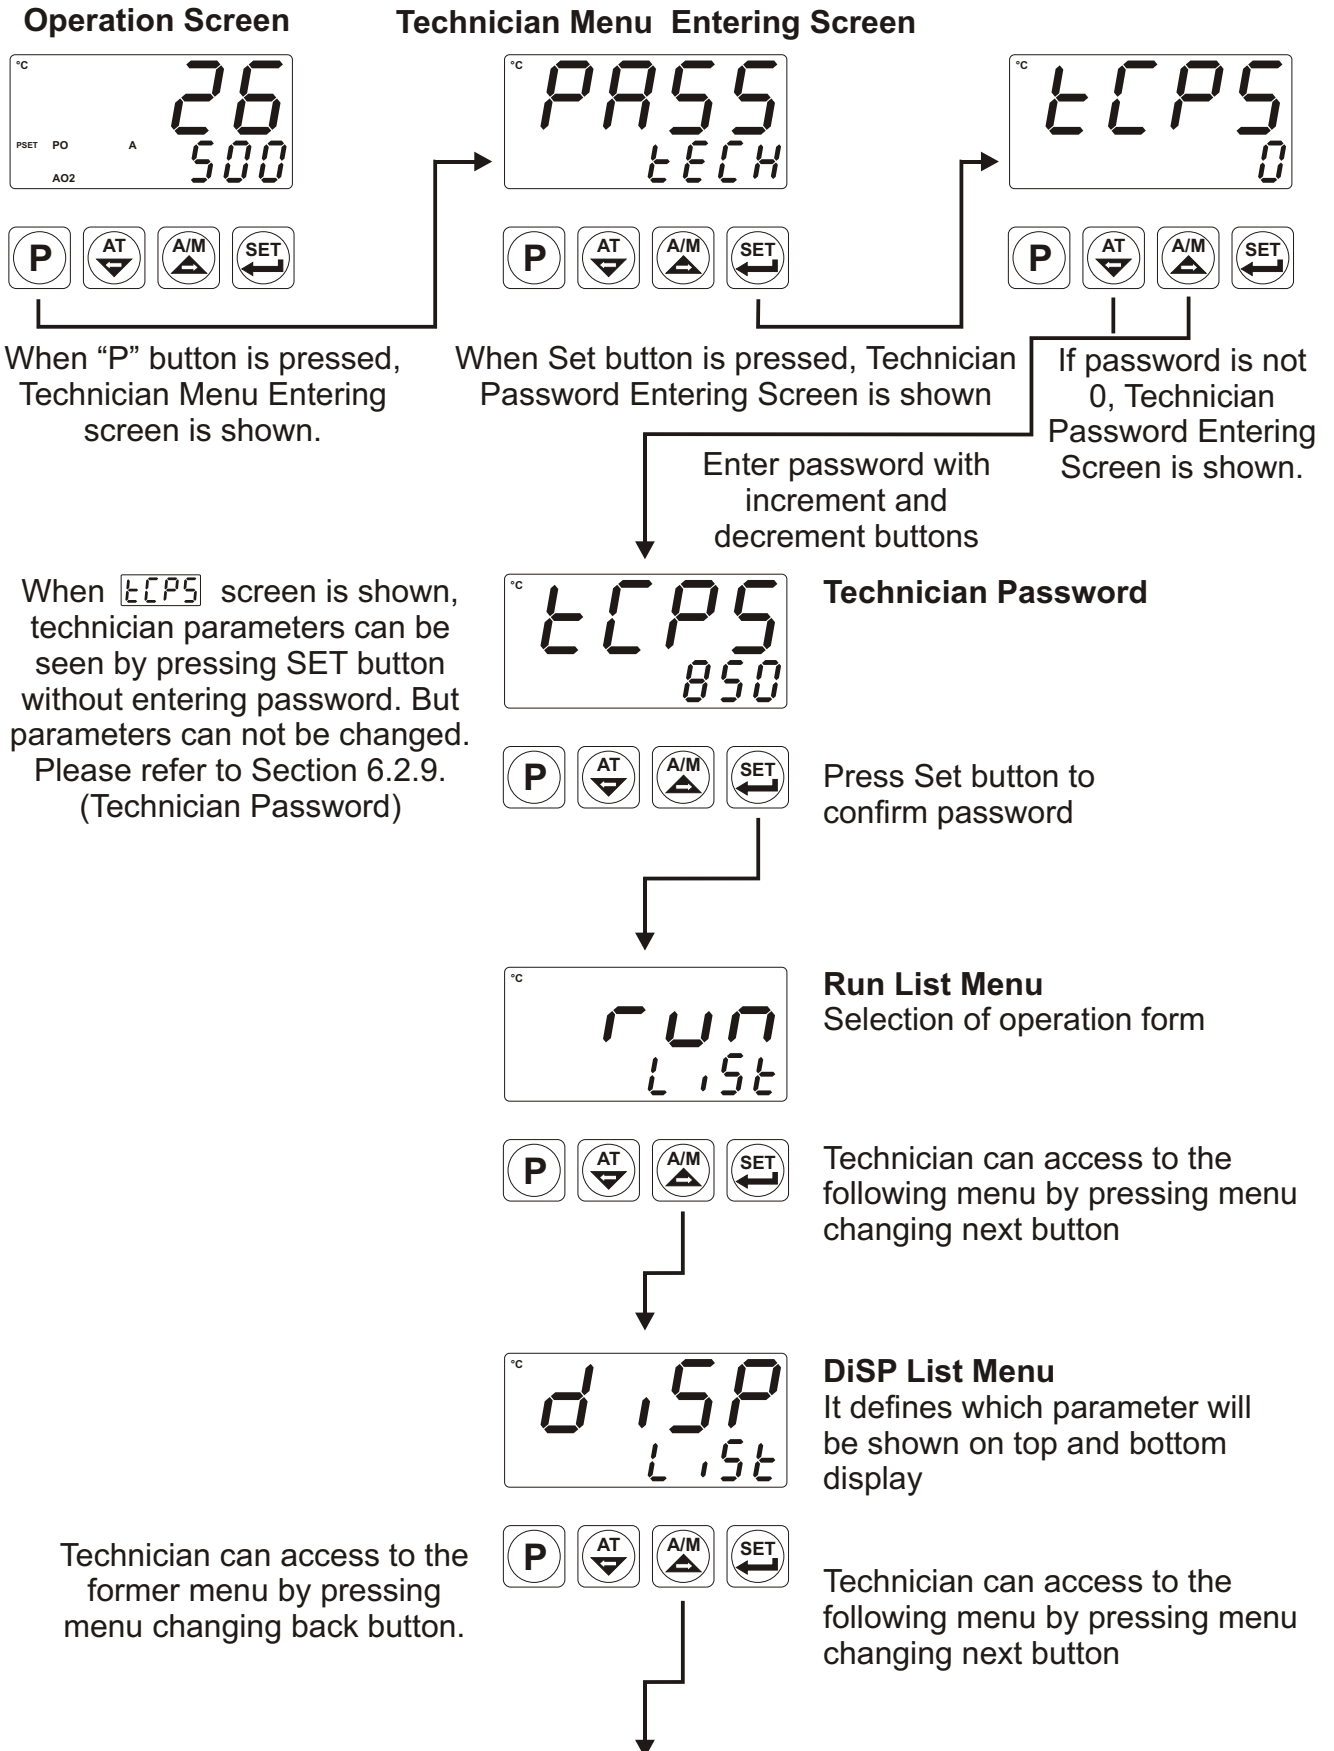 Operation Screen
Technician Menu Entering Screen
°C
26
PSET PO A
500
AO2
°C
PASS
tECH
°C
tCPS
0
P AT A/M SET
P AT A/M SET
P AT A/M SET
When “P” button is pressed,
Technician Menu Entering
screen is shown.
When Set button is pressed, Technician
Password Entering Screen is shown
If password is not
0, Technician
Password Entering
Screen is shown.
Enter password with
increment and
decrement buttons
When tCPS screen is shown,
technician parameters can be
seen by pressing SET button
without entering password. But
parameters can not be changed.
Please refer to Section 6.2.9.
(Technician Password)
°C
tCPS
850
Technician Password
P AT A/M SET
Press Set button to
confirm password
°C
run
LiSt
Run List Menu
Selection of operation form
P AT A/M SET
Technician can access to the
following menu by pressing menu
changing next button
°C
diSP
LiSt
DiSP List Menu
It defines which parameter will
be shown on top and bottom
display
P AT A/M SET
Technician can access to the
former menu by pressing
menu changing back button.
Technician can access to the
following menu by pressing menu
changing next button